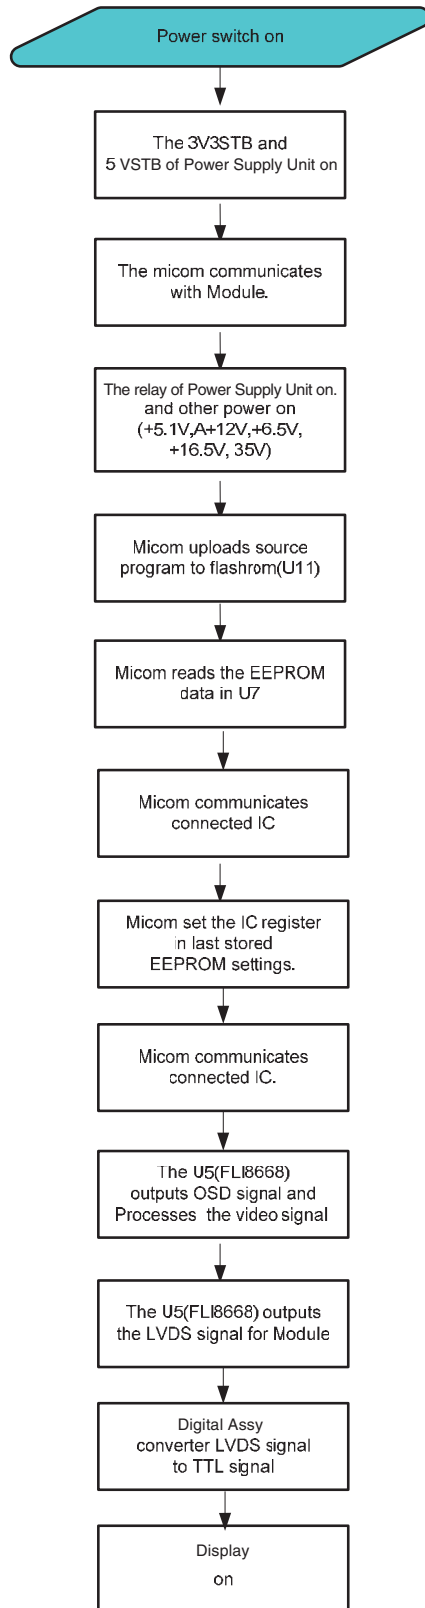 Power switch on
The 3V3STB and
5 VSTB of Power Supply Unit on
The micom communicates
with Module.
The relay of Power Supply Unit on.
and other power on
(+5.1V,A+12V,+6.5V,
+16.5V, 35V)
Micom uploads source
program to flashrom(U11)
Micom reads the EEPROM
data in U7
Micom communicates
connected IC
Micom set the IC register
in last stored
EEPROM settings.
Micom communicates
connected IC.
The U5(FLI8668)
outputs OSD signal and
Processes the video signal
The U5(FLI8668) outputs
the LVDS signal for Module
Digital Assy
converter LVDS signal
to TTL signal
Display
on